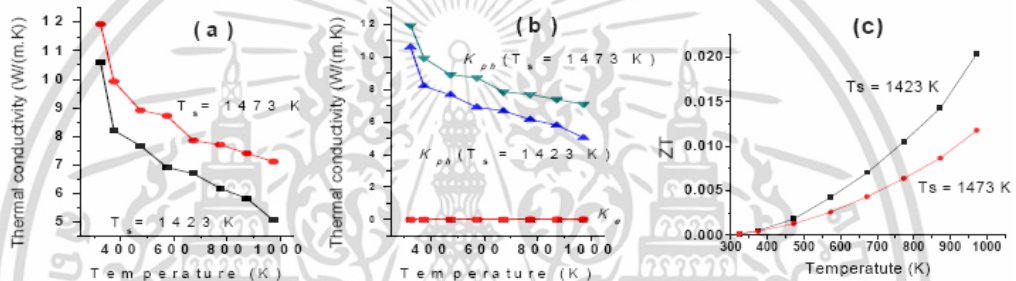 (a)
Thermal conductivity (W/(m.K))
12
11
10
9
8
7
6
5
T s = 1473 K
T s = 1423 K
400 600 800 1000
Temperature (K)
(b)
Thermal conductivity (W/(m.K))
12
10
8
6
4
2
0
K ph (T s = 1473 K)
K ph (T s = 1423 K)
K e
400 600 800 1000
Temperature (K)
(c)
ZT
0.020
0.015
0.010
0.005
0.000
Ts = 1423 K
Ts = 1473 K
300 400 500 600 700 800 900 1000
Temperatute (K)